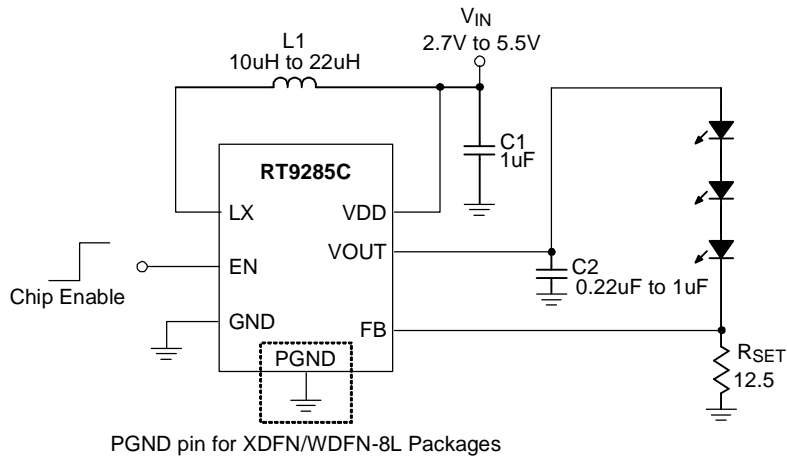 VIN
2.7V to 5.5V
L1
10uH to 22uH
C1
1uF
RT9285C
LX
VDD
VOUT
EN
Chip Enable
C2
0.22uF to 1uF
GND
FB
PGND
RSET
12.5
PGND pin for XDFN/WDFN-8L Packages